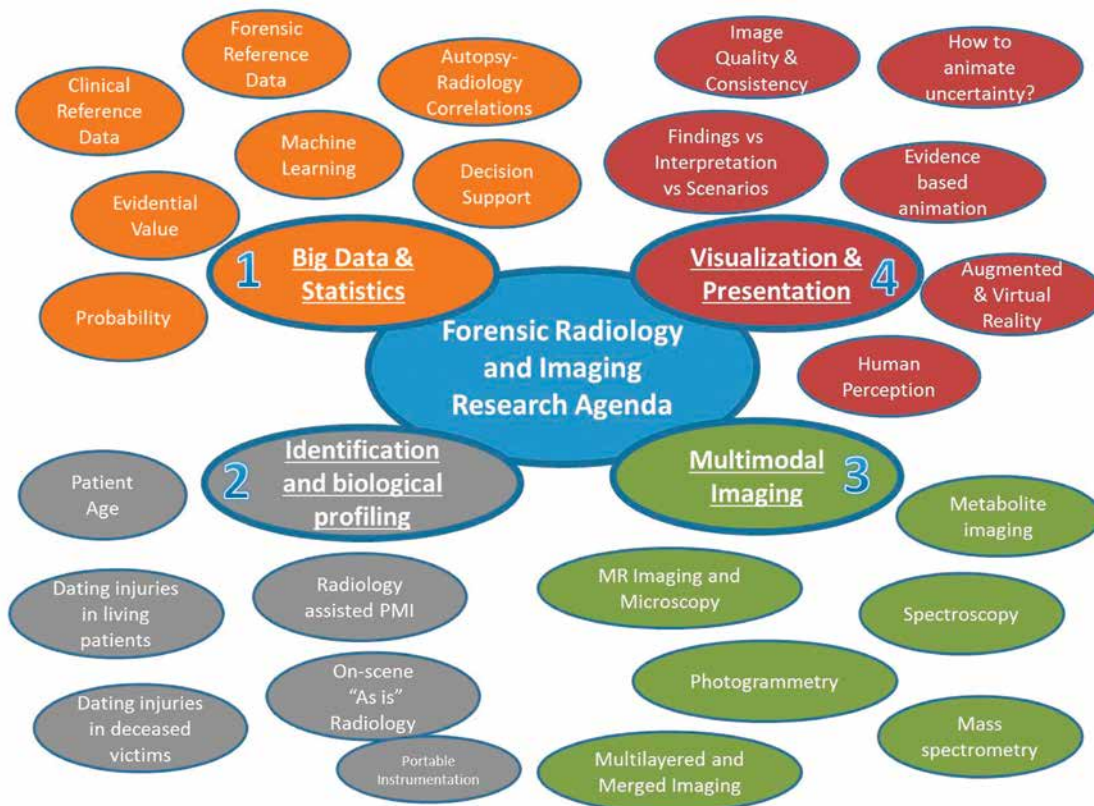 Forensic Radiology
and Imaging
Research Agenda
1
Big Data &
Statistics
Forensic
Reference
Data
Clinical
Reference
Data
Autopsy-
Radiology
Correlations
Machine
Learning
Decision
Support
Evidential
Value
Probability
Visualization &
Presentation
4
Image
Quality &
Consistency
How to
animate
uncertainty?
Findings vs
Interpretation
vs Scenarios
Evidence
based
animation
Augmented
& Virtual
Reality
Human
Perception
2
Identification
and biological
profiling
Patient
Age
Dating injuries
in living
patients
Radiology
assisted PMI
On-scene
“As is”
Radiology
Portable
Instrumentation
Dating injuries
in deceased
victims
Multimodal
Imaging
3
Metabolite
imaging
MR Imaging and
Microscopy
Spectroscopy
Photogrammetry
Mass
spectrometry
Multilayered and
Merged Imaging